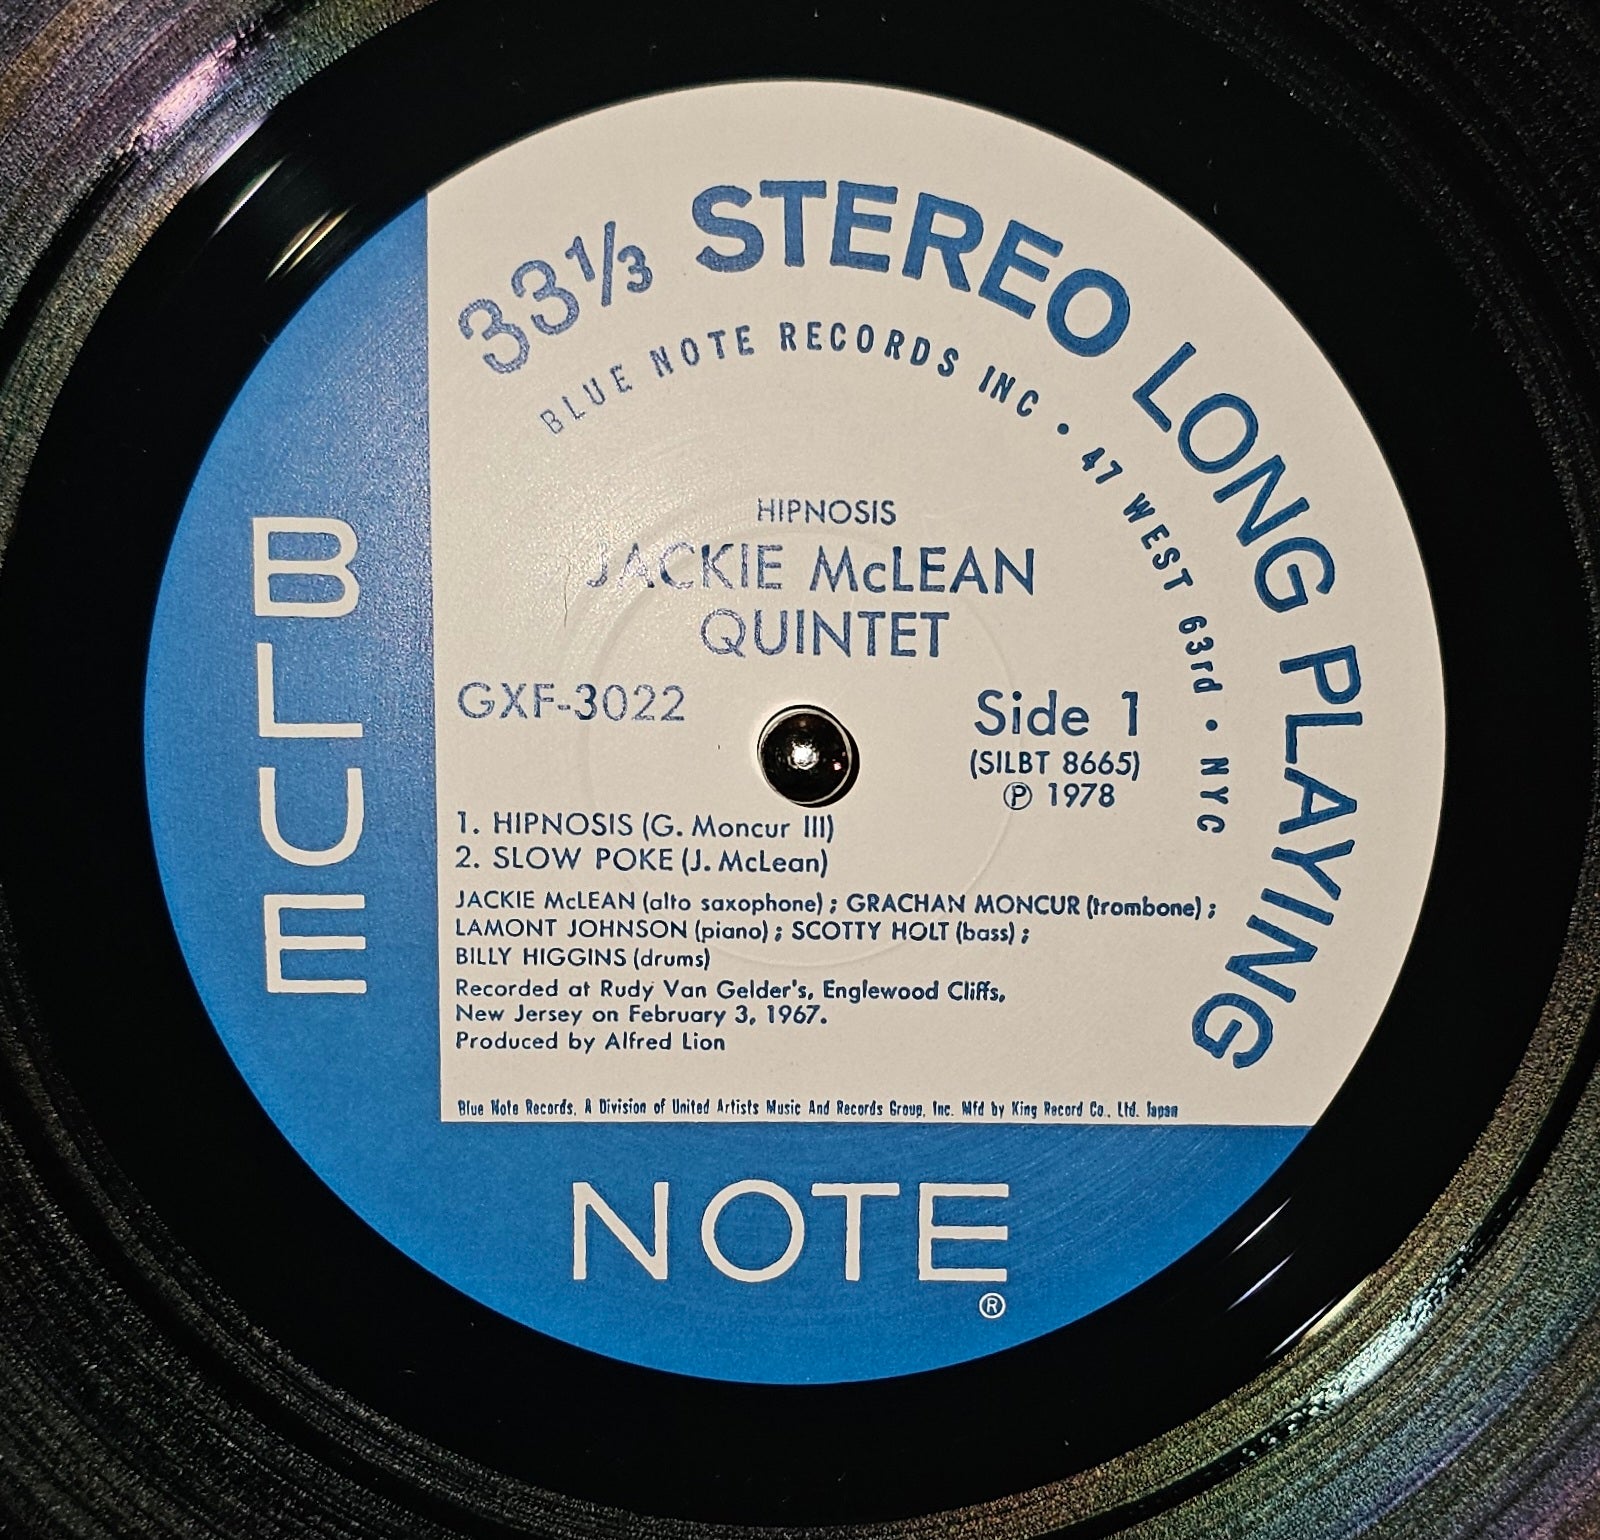 33⅓ STEREO LONG PLAYING
BLUE NOTE RECORDS INC • 47 WEST 63rd • NYC
HIPNOSIS
JACKIE McLEAN
QUINTET
GXF-3022
Side 1
(SILBT 8665)
℗ 1978
1. HIPNOSIS (G. Moncur III)
2. SLOW POKE (J. McLean)
JACKIE McLEAN (alto saxophone) ; GRACHAN MONCUR (trombone) ;
LAMONT JOHNSON (piano) ; SCOTTY HOLT (bass) ;
BILLY HIGGINS (drums)
Recorded at Rudy Van Gelder's, Englewood Cliffs,
New Jersey on February 3, 1967.
Produced by Alfred Lion
Blue Note Records, A Division of United Artists Music And Records Group, Inc. Mfd by King Record Co., Ltd. Japan
BLUE
NOTE
®